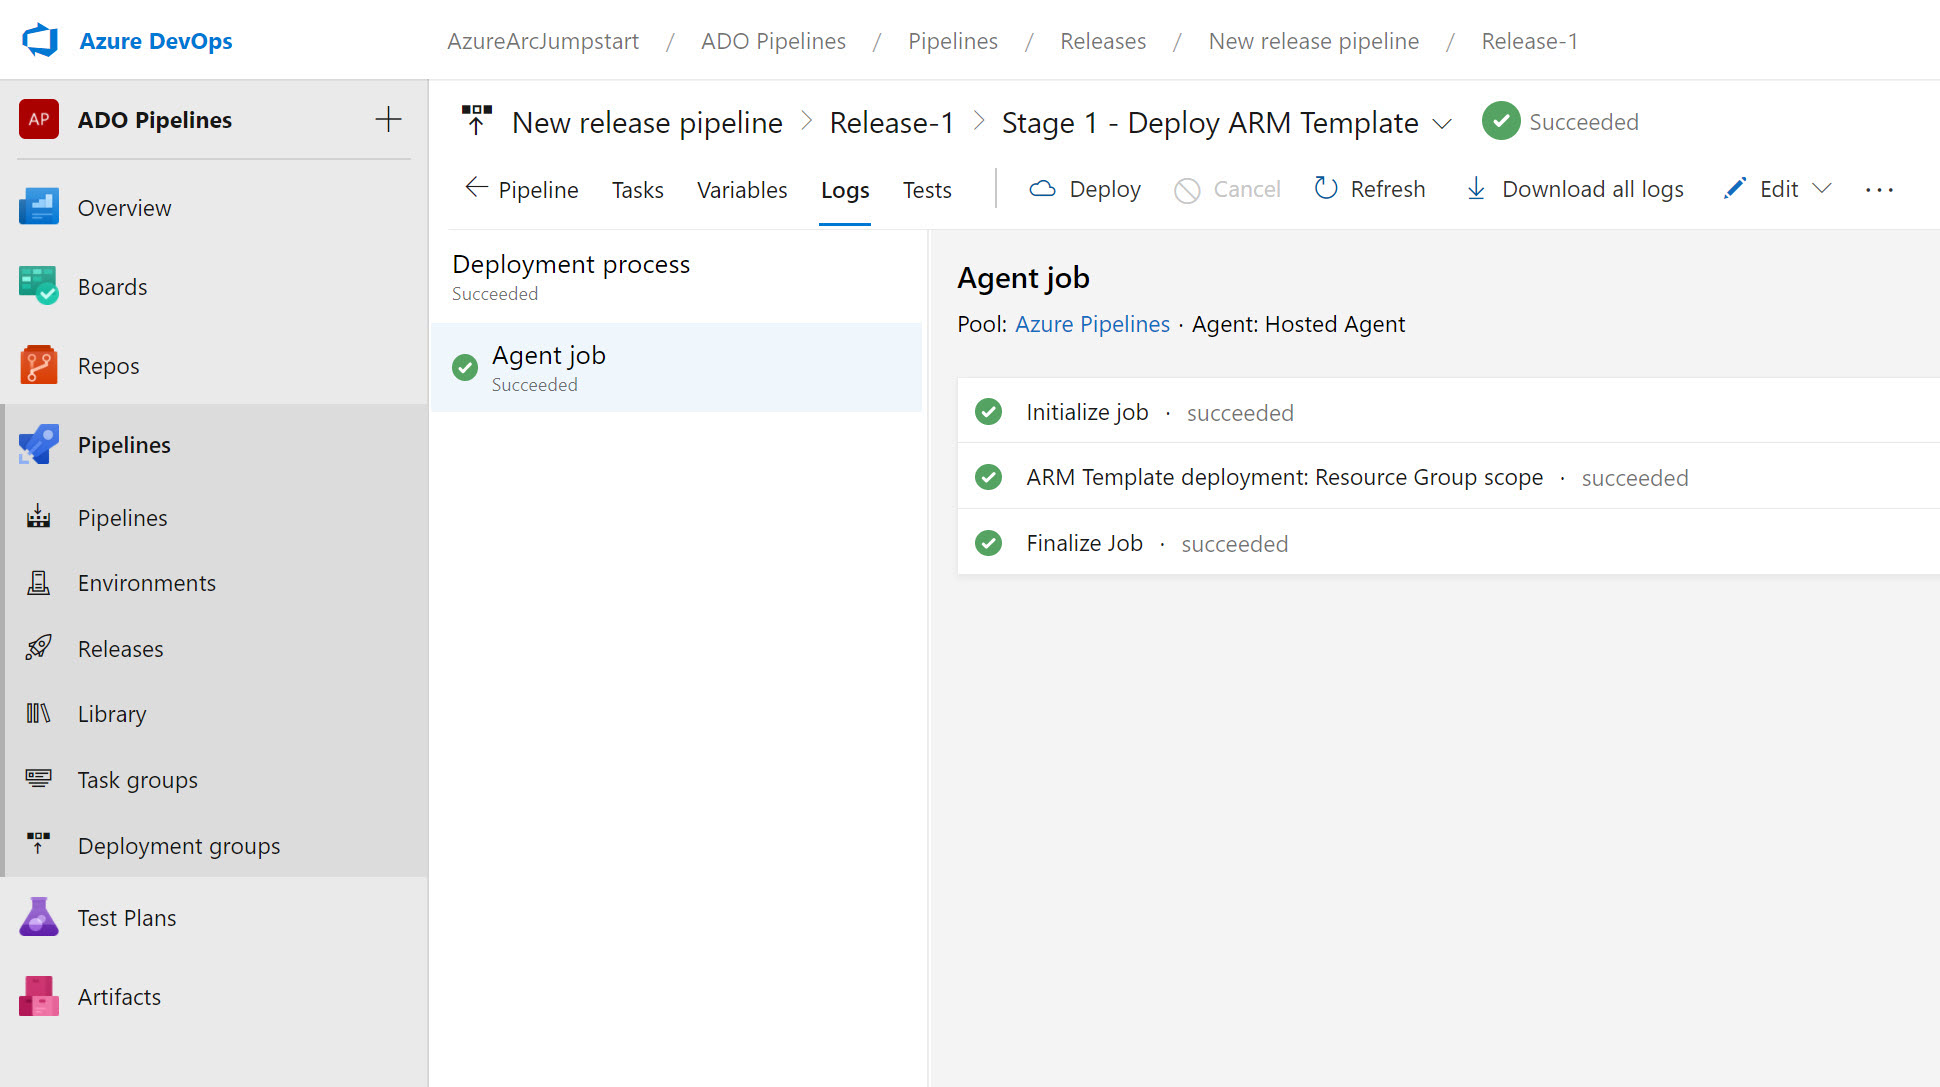 Azure DevOps
AzureArcJumpstart / ADO Pipelines / Pipelines / Releases / New release pipeline / Release-1
AP ADO Pipelines
Overview
Boards
Repos
Pipelines
Pipelines
Environments
Releases
Library
Task groups
Deployment groups
Test Plans
Artifacts
New release pipeline > Release-1 > Stage 1 - Deploy ARM Template Succeeded
Pipeline Tasks Variables Logs Tests Deploy Cancel Refresh Download all logs Edit ...
Deployment process
Succeeded
Agent job
Succeeded
Agent job
Pool: Azure Pipelines · Agent: Hosted Agent
Initialize job · succeeded
ARM Template deployment: Resource Group scope · succeeded
Finalize Job · succeeded